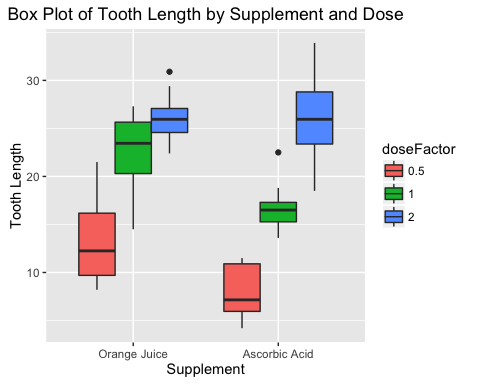 Box Plot of Tooth Length by Supplement and Dose
30
20
10
Tooth Length
Orange Juice
Ascorbic Acid
Supplement
doseFactor
0.5
1
2